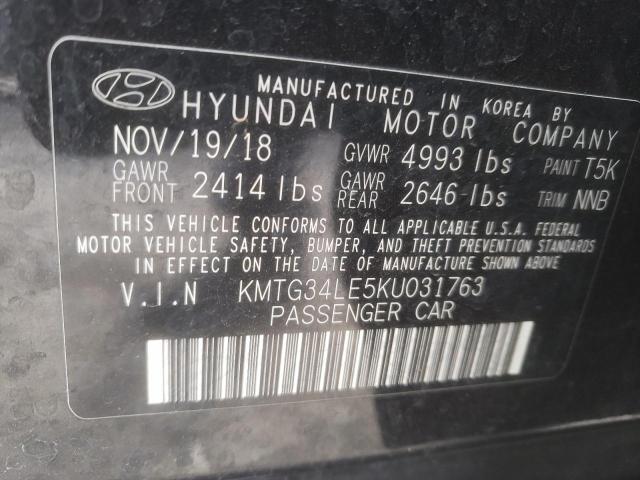 MANUFACTURED IN KOREA BY
HYUNDAI MOTOR COMPANY
NOV/19/18 GVWR 4993 lbs PAINT T5K
GAWR FRONT 2414 lbs GAWR REAR 2646 lbs TRIM NNB
THIS VEHICLE CONFORMS TO ALL APPLICABLE U.S.A. FEDERAL
MOTOR VEHICLE SAFETY, BUMPER, AND THEFT PREVENTION STANDARDS
IN EFFECT ON THE DATE OF MANUFACTURE SHOWN ABOVE
V.I.N KMTG34LE5KU031763
PASSENGER CAR